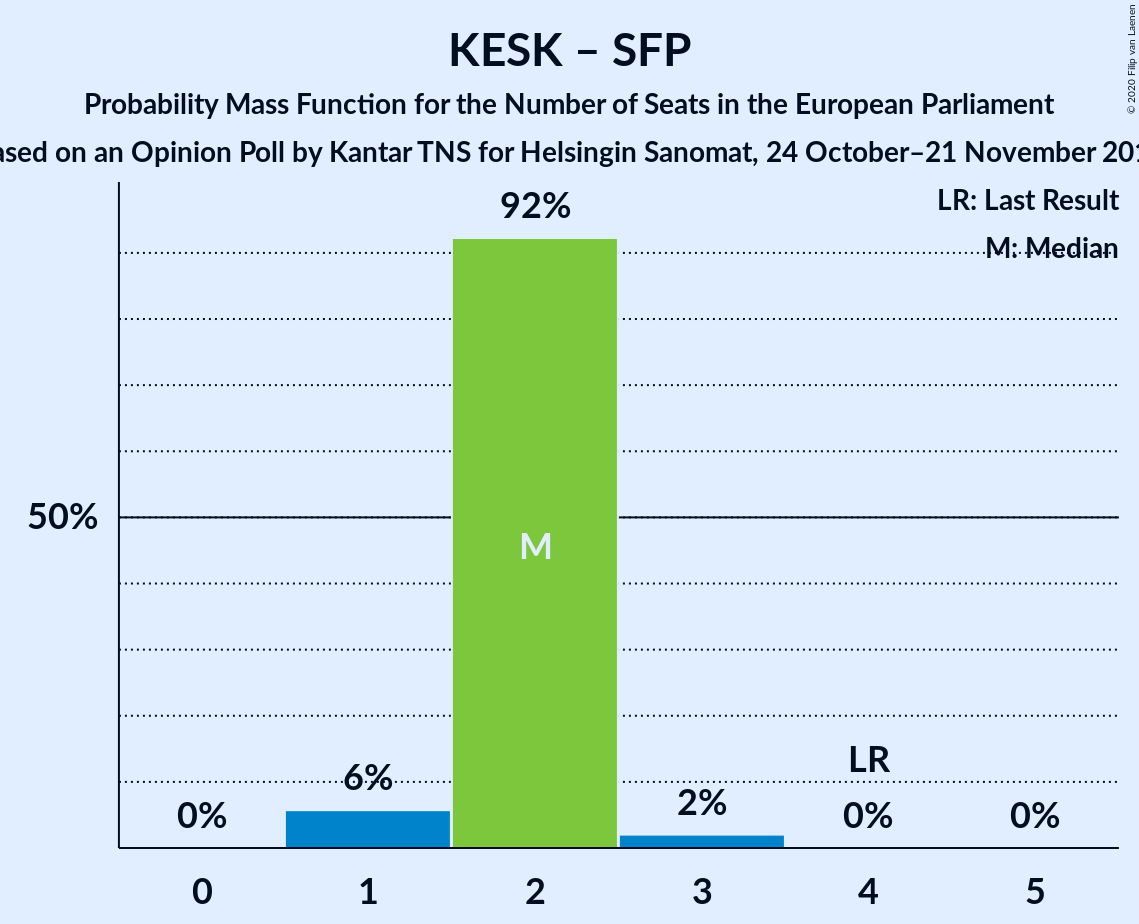 KESK – SFP
Probability Mass Function for the Number of Seats in the European Parliament
ased on an Opinion Poll by Kantar TNS for Helsingin Sanomat, 24 October–21 November 201
© 2020 Filip van Laenen
LR: Last Result
M: Median
92%
50%
M
LR
6%
2%
0%
0%
0%
0 1 2 3 4 5